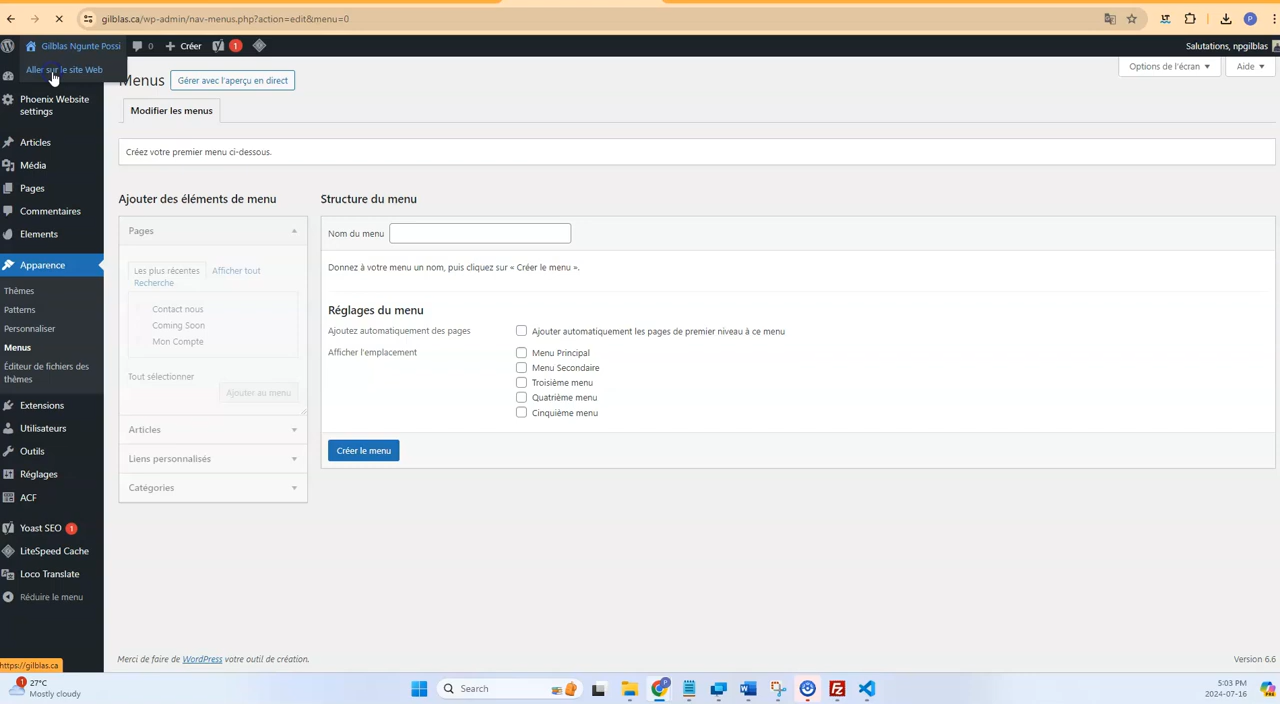 gilblas.ca/wp-admin/nav-menus.php?action=edit&menu=0
Gilblas Ngunte Possi
0
Créer
1
Salutations, npgilblas
Aller sur le site Web
Menus
Gérer avec l'aperçu en direct
Options de l'écran
Aide
Phoenix Website
settings
Modifier les menus
Articles
Créez votre premier menu ci-dessous.
Média
Pages
Commentaires
Elements
Apparence
Thèmes
Patterns
Personnaliser
Menus
Éditeur de fichiers des
thèmes
Extensions
Utilisateurs
Outils
Réglages
ACF
Yoast SEO 1
LiteSpeed Cache
Loco Translate
Réduire le menu
Ajouter des éléments de menu
Pages
Les plus récentes
Afficher tout
Recherche
Contact nous
Coming Soon
Mon Compte
Tout sélectionner
Ajouter au menu
Articles
Liens personnalisés
Catégories
Structure du menu
Nom du menu
Donnez à votre menu un nom, puis cliquez sur « Créer le menu ».
Réglages du menu
Ajoutez automatiquement des pages
Ajouter automatiquement les pages de premier niveau à ce menu
Afficher l'emplacement
Menu Principal
Menu Secondaire
Troisième menu
Quatrième menu
Cinquième menu
Créer le menu
Merci de faire de WordPress votre outil de création.
Version 6.6
https://gilblas.ca
1
27°C
Mostly cloudy
Search
5:03 PM
2024-07-16